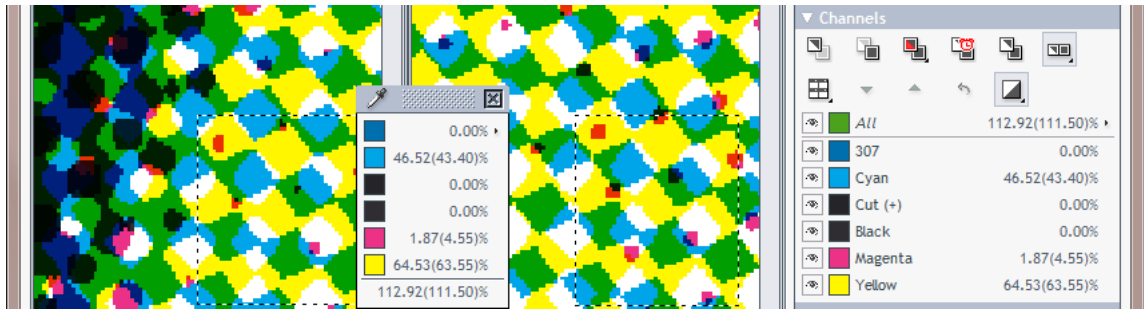 0.00%
46.52(43.40)%
0.00%
0.00%
1.87(4.55)%
64.53(63.55)%
112.92(111.50)%
Channels
All 112.92(111.50)%
307 0.00%
Cyan 46.52(43.40)%
Cut (+) 0.00%
Black 0.00%
Magenta 1.87(4.55)%
Yellow 64.53(63.55)%